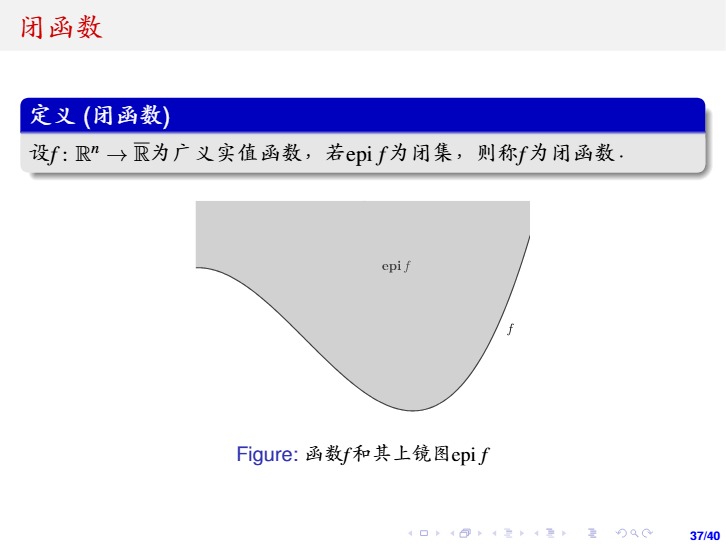 闭函数
定义 (闭函数)
设f : ℝⁿ → ℝ̅为广义实值函数，若epi f为闭集，则称f为闭函数.
epi f
f
Figure: 函数f和其上镜图epi f
37/40